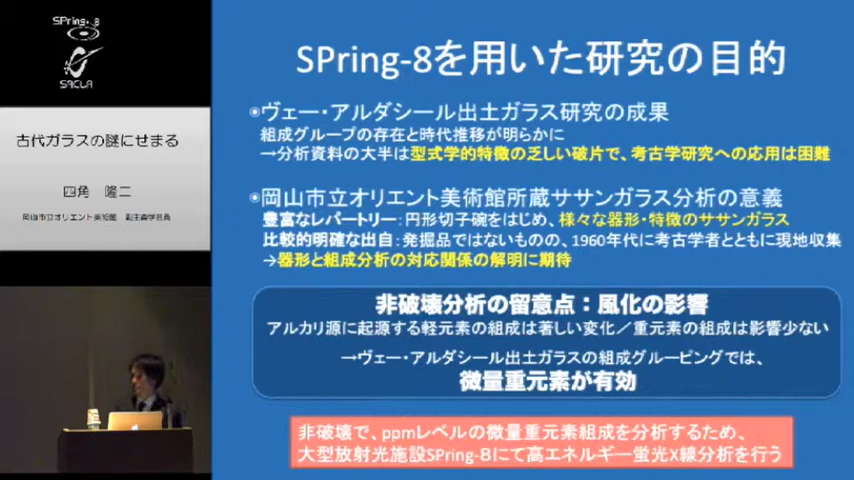 SPring-8
SACLA
古代ガラスの謎にせまる
四角 隆二
岡山市立オリエント美術館 副主査学芸員
SPring-8を用いた研究の目的
◉ヴェー・アルダシール出土ガラス研究の成果
組成グループの存在と時代推移が明らかに
→分析資料の大半は型式学的特徴の乏しい破片で、考古学研究への応用は困難
◉岡山市立オリエント美術館所蔵ササンガラス分析の意義
豊富なレパートリー：円形切子碗をはじめ、様々な器形・特徴のササンガラス
比較的明確な出自：発掘品ではないものの、1960年代に考古学者とともに現地収集
→器形と組成分析の対応関係の解明に期待
非破壊分析の留意点：風化の影響
アルカリ源に起源する軽元素の組成は著しい変化／重元素の組成は影響少ない
→ヴェー・アルダシール出土ガラスの組成グルーピングでは、
微量重元素が有効
非破壊で、ppmレベルの微量重元素組成を分析するため、
大型放射光施設SPring-8にて高エネルギー蛍光X線分析を行う